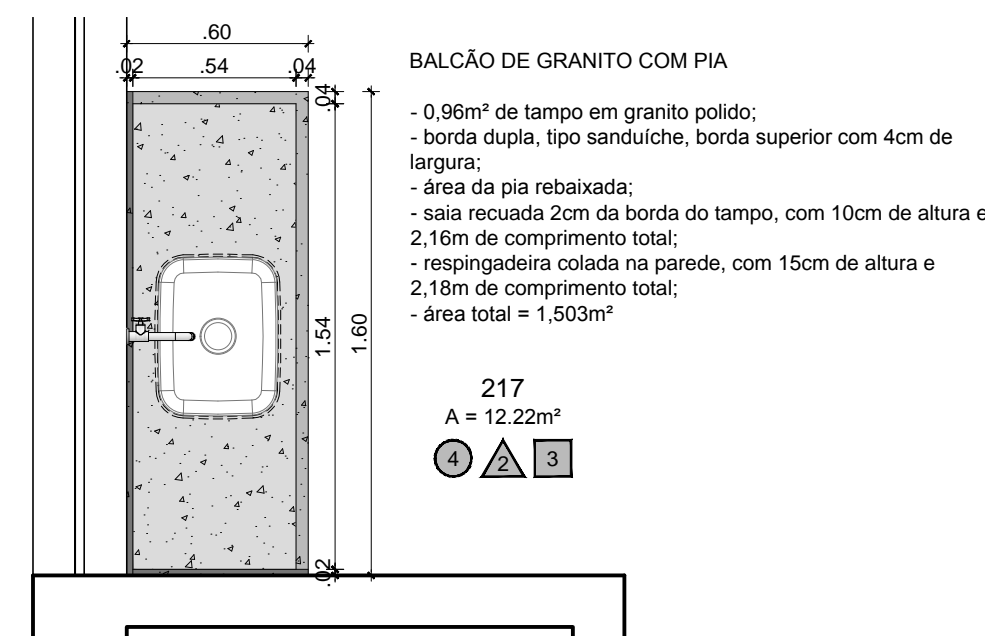 .60
.02 .54 .04
.04
BALCÃO DE GRANITO COM PIA
- 0,96m² de tampo em granito polido;
- borda dupla, tipo sanduíche, borda superior com 4cm de
largura;
- área da pia rebaixada;
- saia recuada 2cm da borda do tampo, com 10cm de altura e
2,16m de comprimento total;
- respingadeira colada na parede, com 15cm de altura e
2,18m de comprimento total;
- área total = 1,503m²
1.54
1.60
217
A = 12.22m²
4 2 3
.02